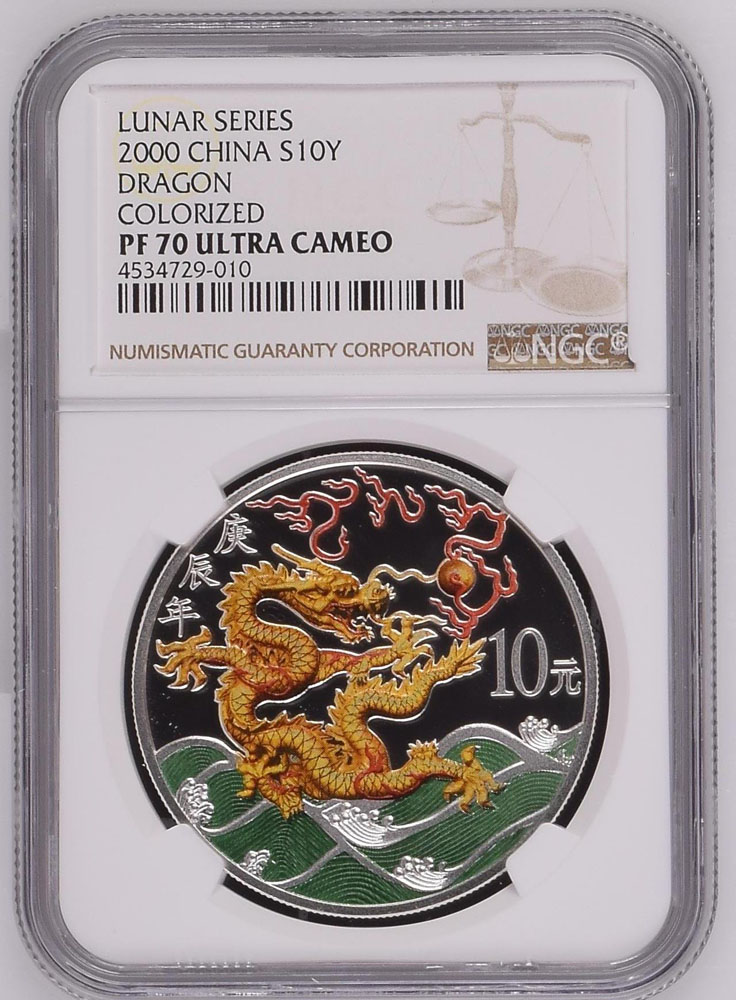 LUNAR SERIES
2000 CHINA S10Y
DRAGON
COLORIZED
PF 70 ULTRA CAMEO
4534729-010
NUMISMATIC GUARANTY CORPORATION
NGC®
庚辰年
10元